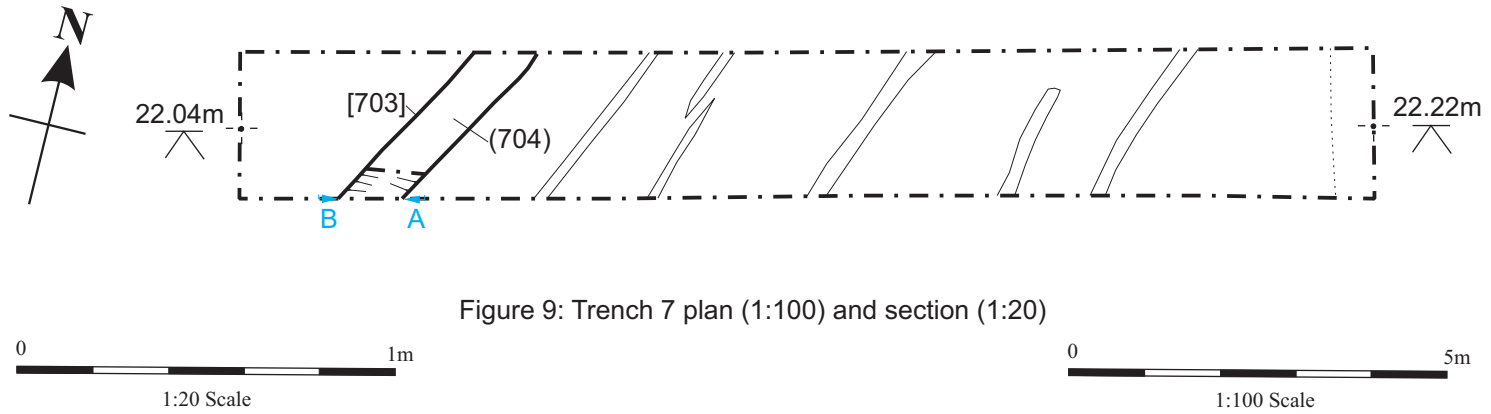 N
22.04m
[703]
(704)
22.22m
B
A
Figure 9: Trench 7 plan (1:100) and section (1:20)
0
1m
1:20 Scale
0
5m
1:100 Scale